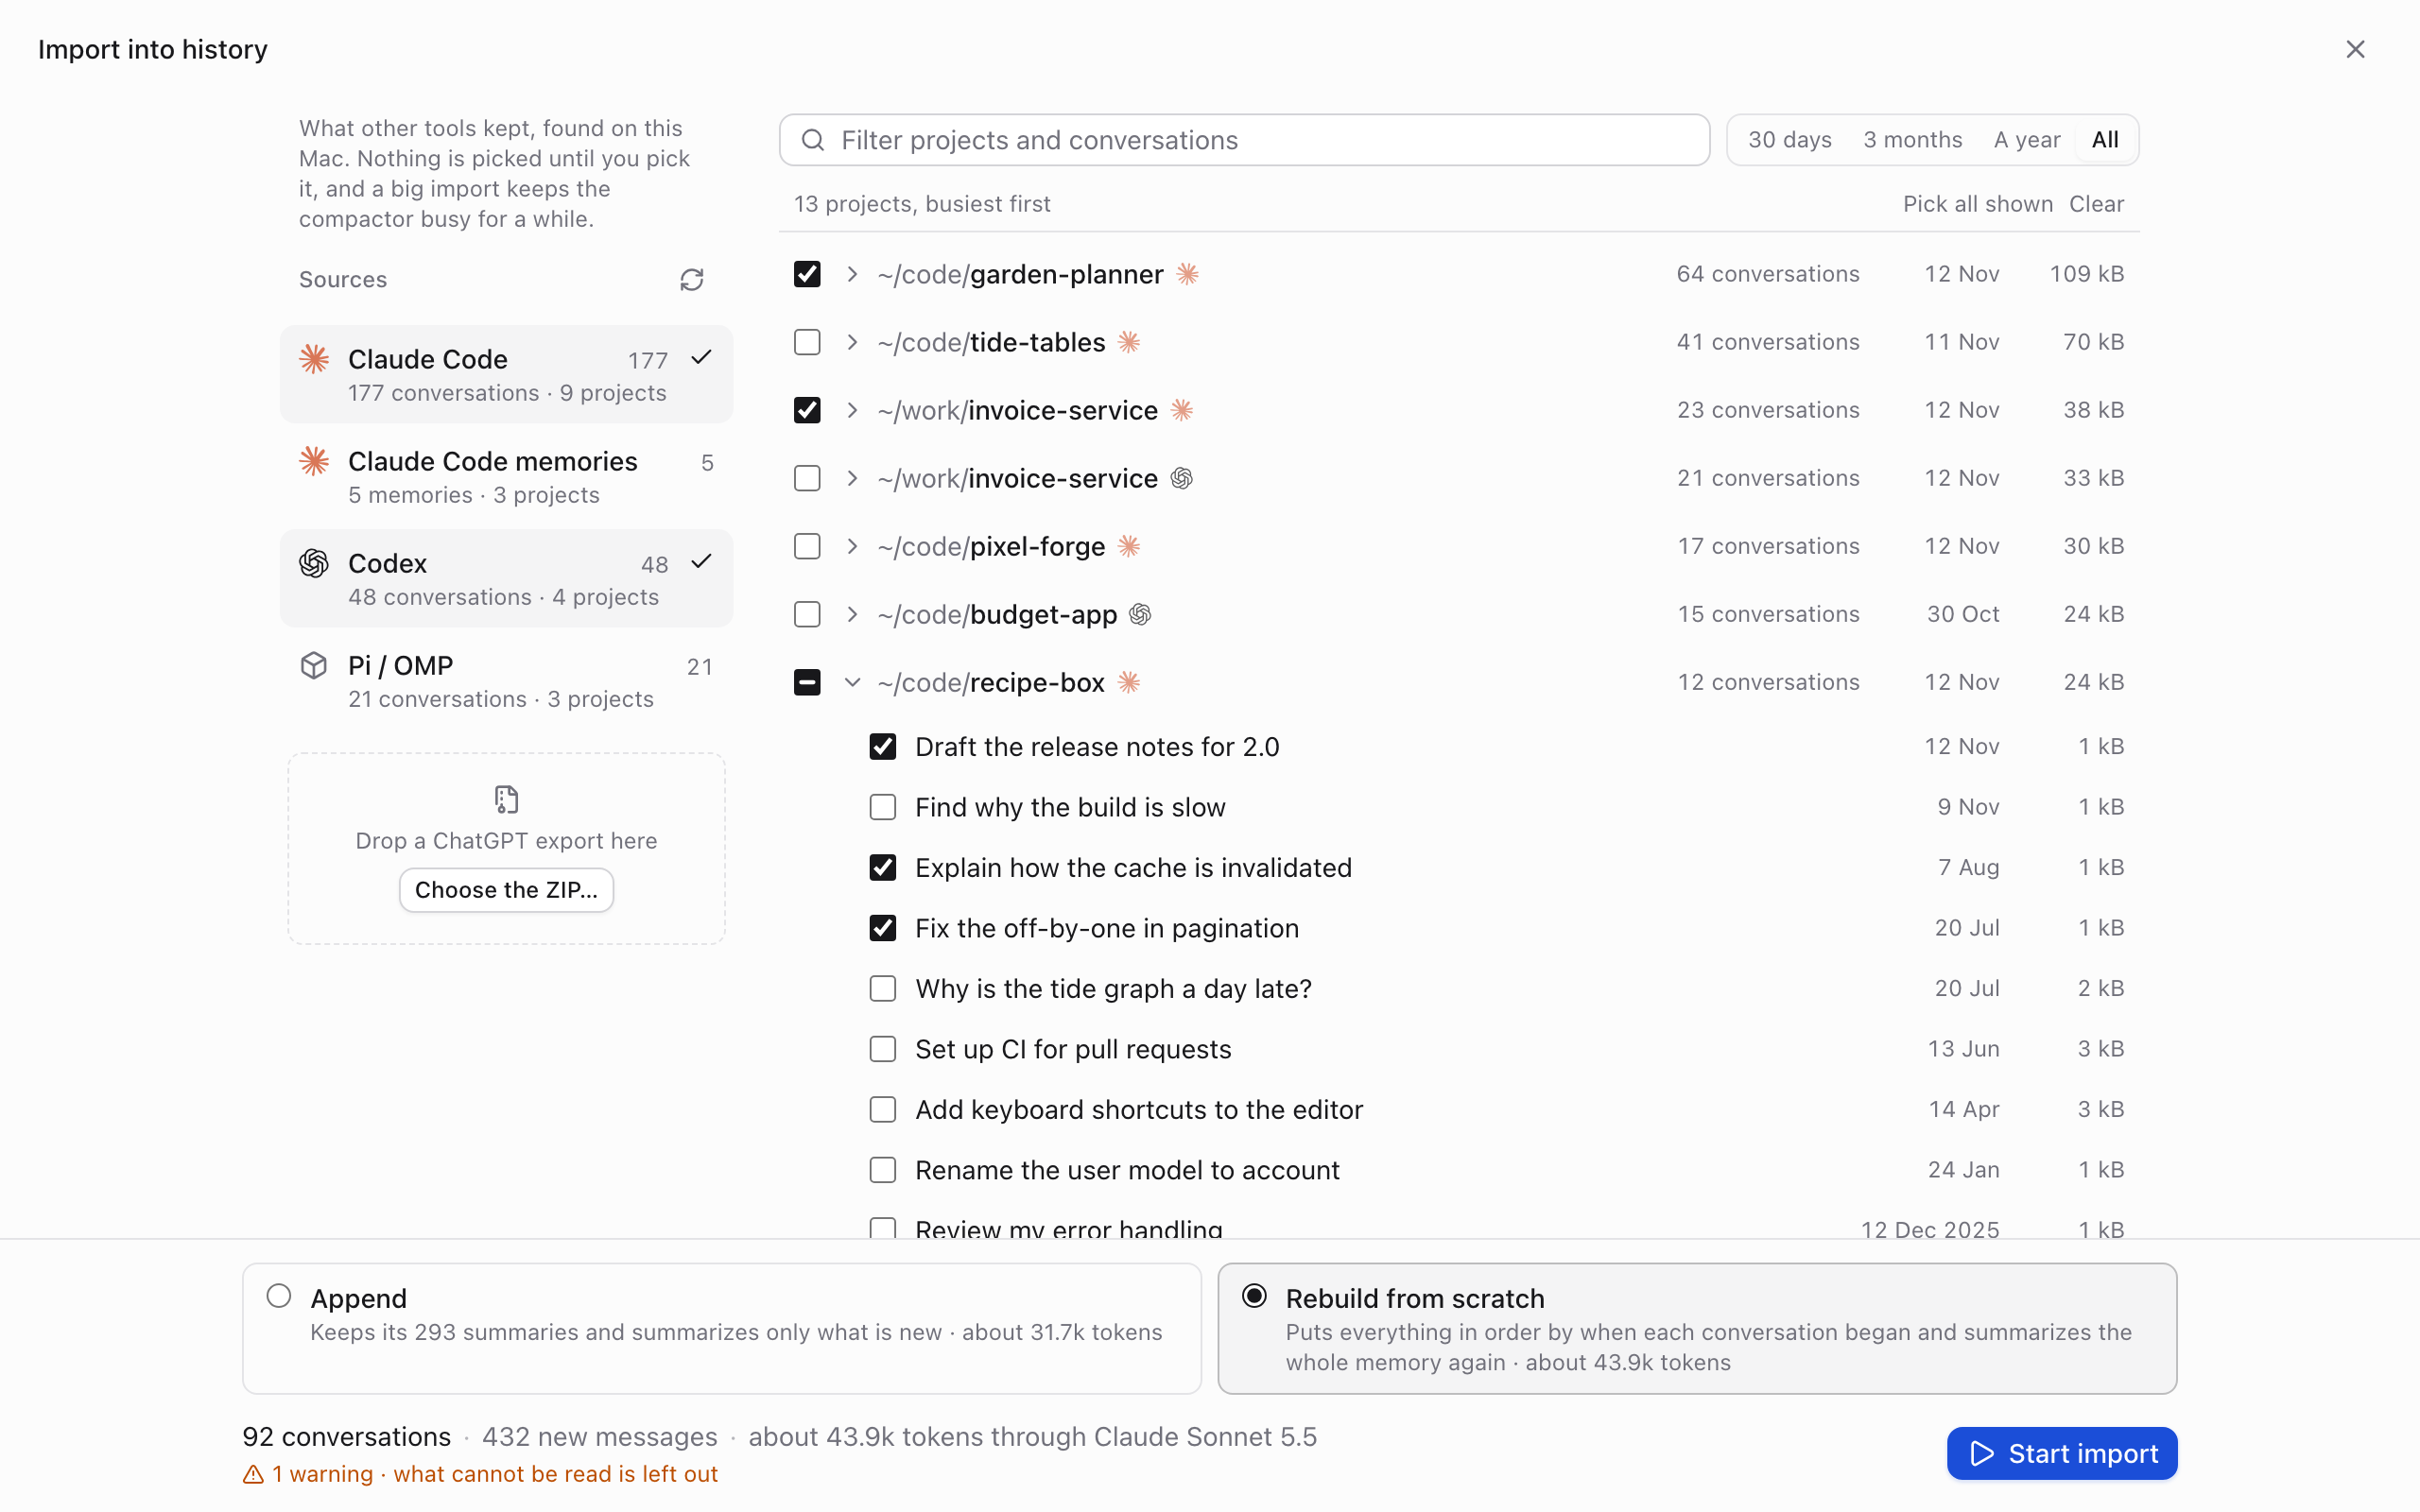 Import into history
What other tools kept, found on this
Mac. Nothing is picked until you pick
it, and a big import keeps the
compactor busy for a while.
Sources
Claude Code 177
177 conversations · 9 projects
Claude Code memories 5
5 memories · 3 projects
Codex 48
48 conversations · 4 projects
Pi / OMP 21
21 conversations · 3 projects
Drop a ChatGPT export here
Choose the ZIP...
Filter projects and conversations
30 days 3 months A year All
13 projects, busiest first Pick all shown Clear
~/code/garden-planner 64 conversations 12 Nov 109 kB
~/code/tide-tables 41 conversations 11 Nov 70 kB
~/work/invoice-service 23 conversations 12 Nov 38 kB
~/work/invoice-service 21 conversations 12 Nov 33 kB
~/code/pixel-forge 17 conversations 12 Nov 30 kB
~/code/budget-app 15 conversations 30 Oct 24 kB
~/code/recipe-box 12 conversations 12 Nov 24 kB
Draft the release notes for 2.0 12 Nov 1 kB
Find why the build is slow 9 Nov 1 kB
Explain how the cache is invalidated 7 Aug 1 kB
Fix the off-by-one in pagination 20 Jul 1 kB
Why is the tide graph a day late? 20 Jul 2 kB
Set up CI for pull requests 13 Jun 3 kB
Add keyboard shortcuts to the editor 14 Apr 3 kB
Rename the user model to account 24 Jan 1 kB
Review my error handling 12 Dec 2025 1 kB
Append
Keeps its 293 summaries and summarizes only what is new · about 31.7k tokens
Rebuild from scratch
Puts everything in order by when each conversation began and summarizes the
whole memory again · about 43.9k tokens
92 conversations · 432 new messages · about 43.9k tokens through Claude Sonnet 5.5
1 warning · what cannot be read is left out
Start import